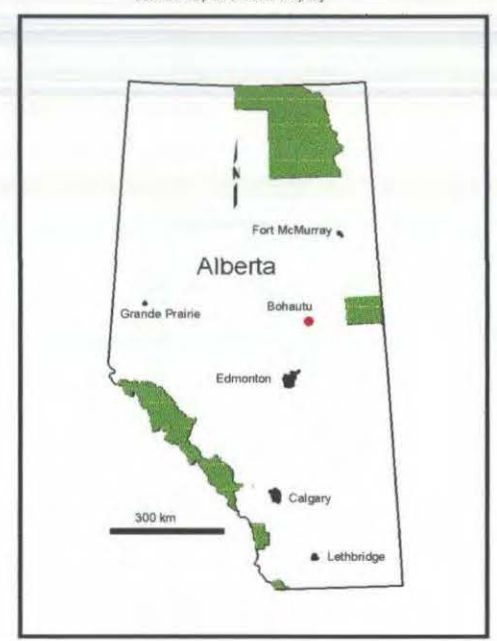 N
Fort McMurray
Alberta
Bohautu
Grande Prairie
Edmonton
Calgary
300 km
Lethbridge